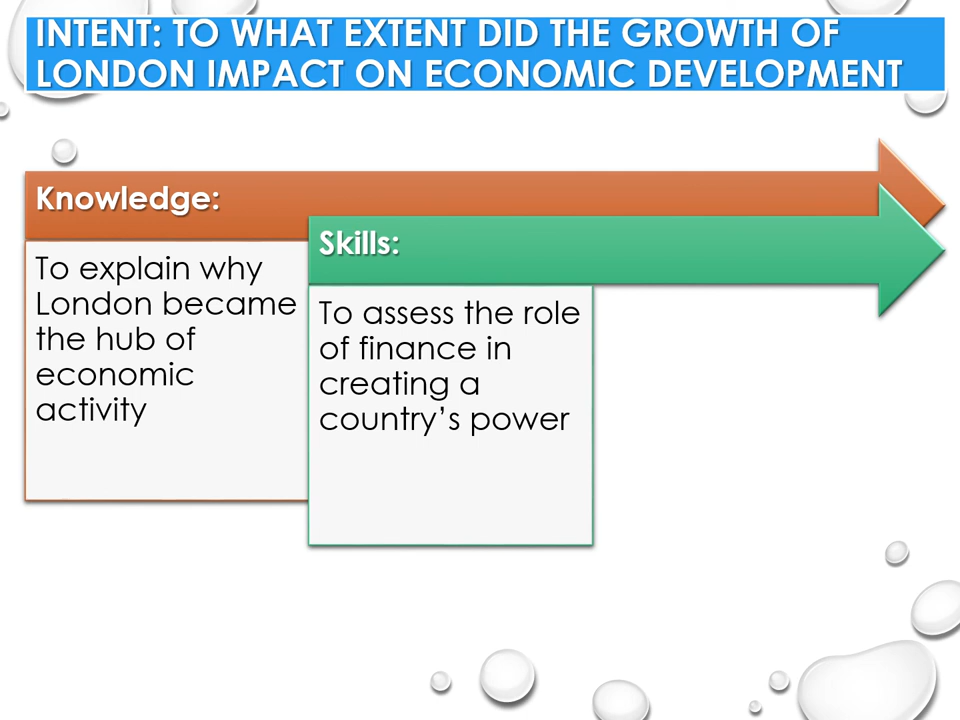 INTENT: TO WHAT EXTENT DID THE GROWTH OF
LONDON IMPACT ON ECONOMIC DEVELOPMENT
Knowledge:
To explain why
London became
the hub of
economic
activity
Skills:
To assess the role
of finance in
creating a
country’s power